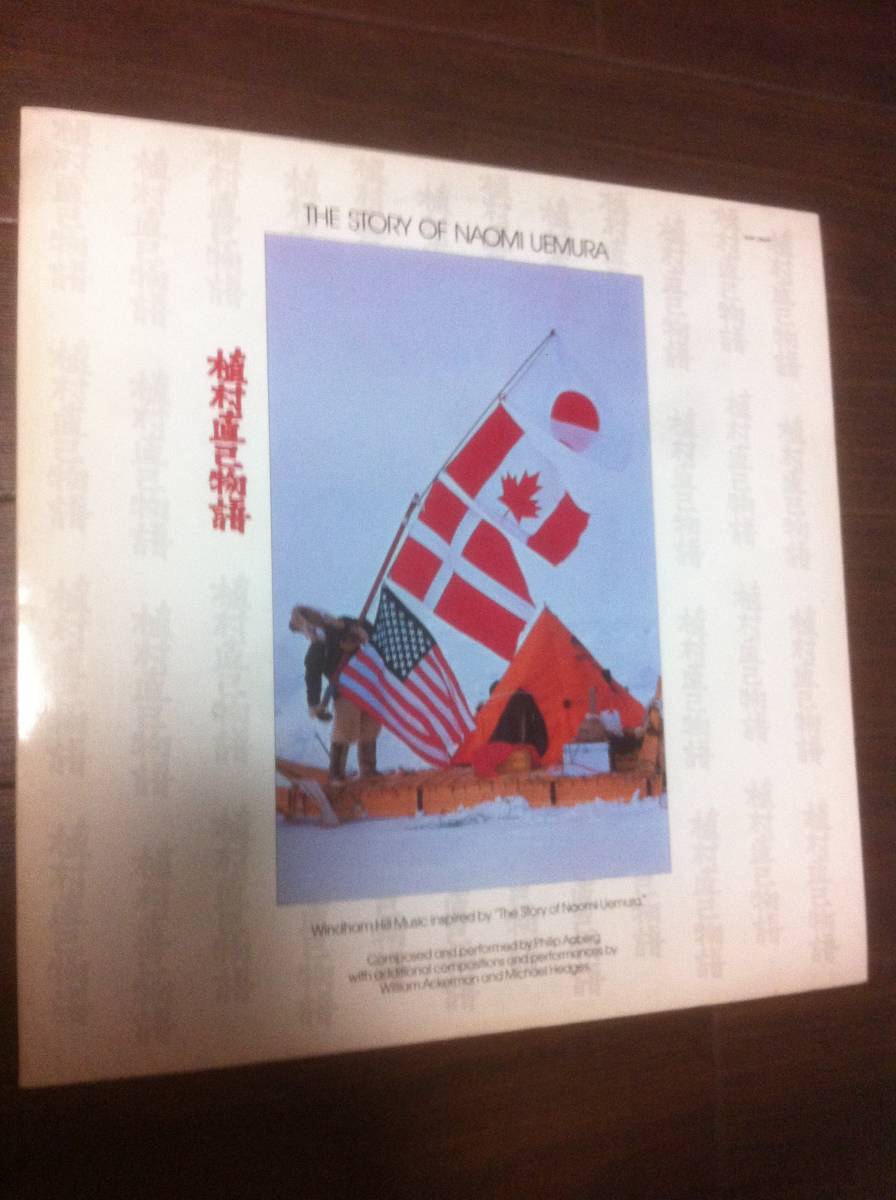 THE STORY OF NAOMI UEMURA
植村直己物語
Windham Hill Music inspired by "The Story of Naomi Uemura."
Composed and performed by Philip Aaberg
with additional compositions and performances by
William Ackerman and Michael Hedges.